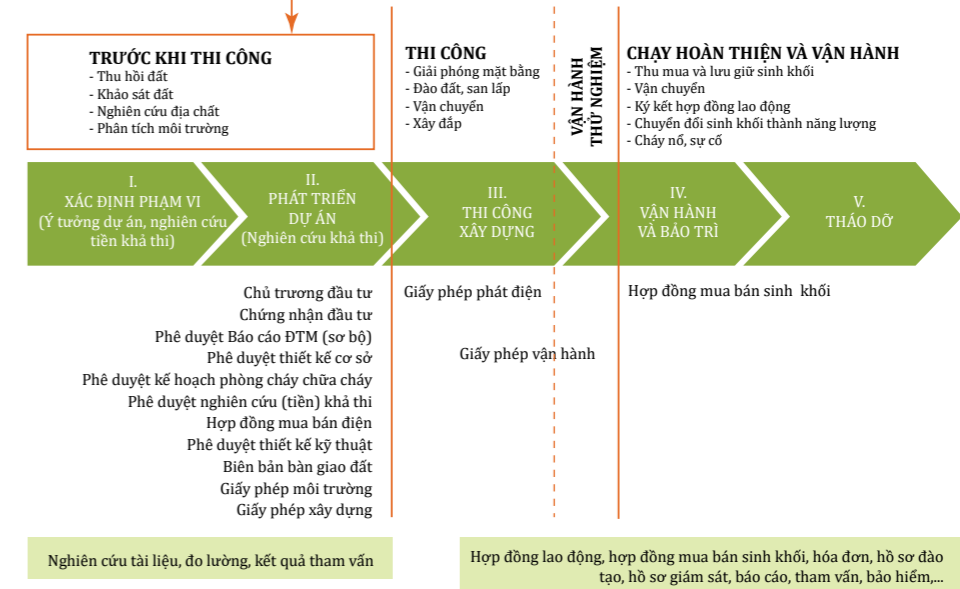 TRƯỚC KHI THI CÔNG
- Thu hồi đất
- Khảo sát đất
- Nghiên cứu địa chất
- Phân tích môi trường
THI CÔNG
- Giải phóng mặt bằng
- Đào đất, san lấp
- Vận chuyển
- Xây đắp
VẬN HÀNH
THỬ NGHIỆM
CHẠY HOÀN THIỆN VÀ VẬN HÀNH
- Thu mua và lưu giữ sinh khối
- Vận chuyển
- Ký kết hợp đồng lao động
- Chuyển đổi sinh khối thành năng lượng
- Cháy nổ, sự cố
I.
XÁC ĐỊNH PHẠM VI
(Ý tưởng dự án, nghiên cứu
tiền khả thi)
II.
PHÁT TRIỂN
DỰ ÁN
(Nghiên cứu khả thi)
III.
THI CÔNG
XÂY DỰNG
IV.
VẬN HÀNH
VÀ BẢO TRÌ
V.
THÁO DỠ
Chủ trương đầu tư
Chứng nhận đầu tư
Phê duyệt Báo cáo ĐTM (sơ bộ)
Phê duyệt thiết kế cơ sở
Phê duyệt kế hoạch phòng cháy chữa cháy
Phê duyệt nghiên cứu (tiền) khả thi
Hợp đồng mua bán điện
Phê duyệt thiết kế kỹ thuật
Biên bản bàn giao đất
Giấy phép môi trường
Giấy phép xây dựng
Giấy phép phát điện
Giấy phép vận hành
Hợp đồng mua bán sinh khối
Nghiên cứu tài liệu, đo lường, kết quả tham vấn
Hợp đồng lao động, hợp đồng mua bán sinh khối, hóa đơn, hồ sơ đào
tạo, hồ sơ giám sát, báo cáo, tham vấn, bảo hiểm,...